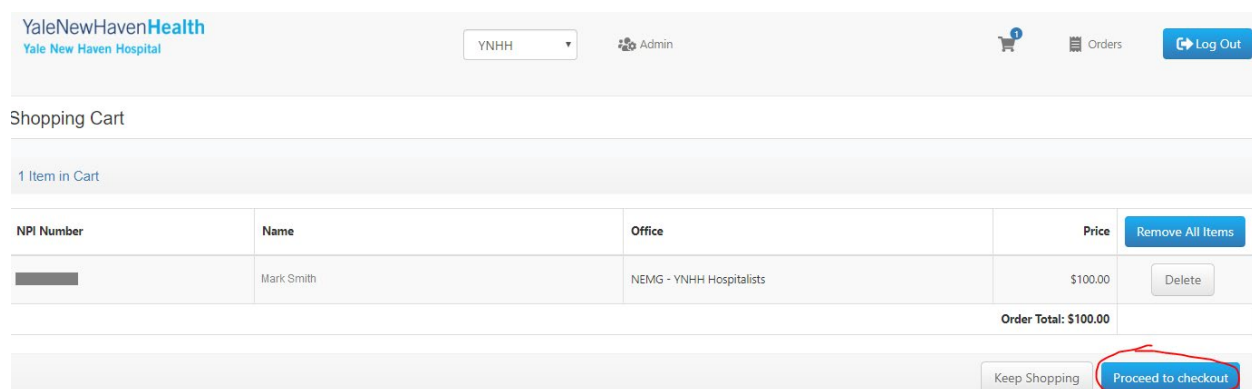 YaleNewHavenHealth
Yale New Haven Hospital
YNHH
Admin
1
Orders
Log Out
Shopping Cart
1 Item in Cart
NPI Number Name Office Price Remove All Items
Mark Smith NEMG - YNHH Hospitalists $100.00 Delete
Order Total: $100.00
Keep Shopping Proceed to checkout